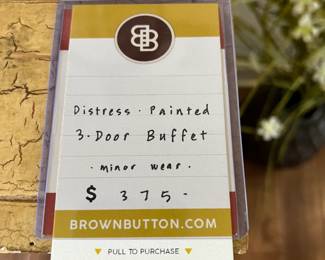 BB
Distress · Painted
3-Door Buffet
· minor wear ·
$ 375-
BROWNBUTTON.COM
▼ PULL TO PURCHASE ▼